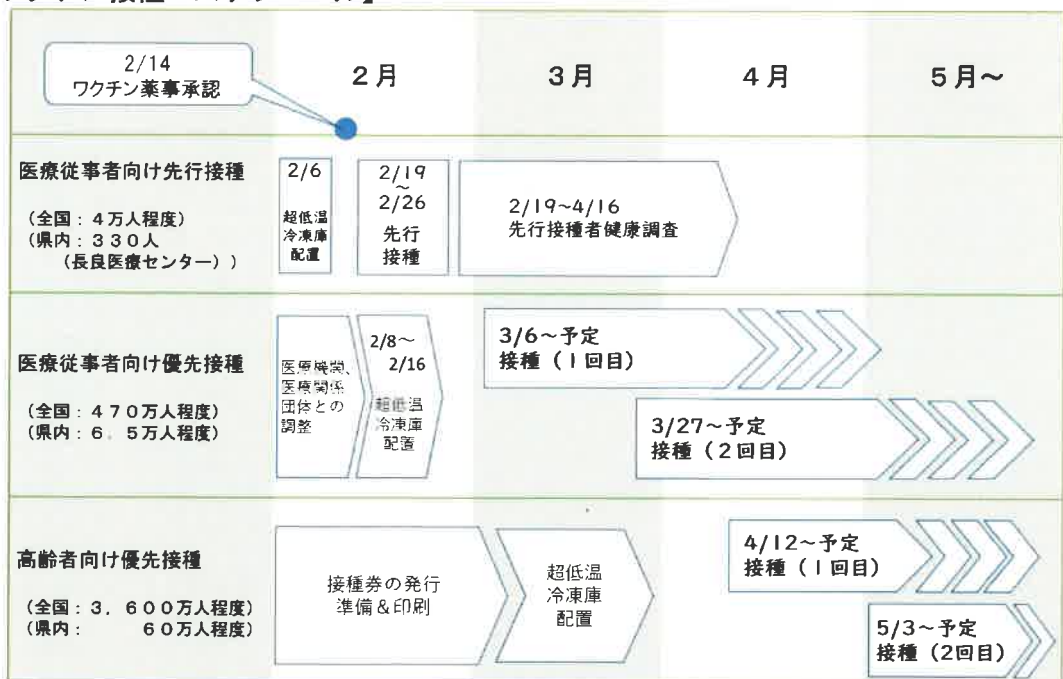 2/14
ワクチン薬事承認
2月
3月
4月
5月～
医療従事者向け先行接種
（全国：4万人程度）
（県内：330人
（長良医療センター））
2/6
超低温
冷凍庫
配置
2/19
～
2/26
先行
接種
2/19～4/16
先行接種者健康調査
医療従事者向け優先接種
（全国：470万人程度）
（県内：6．5万人程度）
医療機関、
医療関係
団体との
調整
2/8～
2/16
超低温
冷凍庫
配置
3/6～予定
接種（1回目）
3/27～予定
接種（2回目）
高齢者向け優先接種
（全国：3，600万人程度）
（県内：　　60万人程度）
接種券の発行
準備＆印刷
超低温
冷凍庫
配置
4/12～予定
接種（1回目）
5/3～予定
接種（2回目）